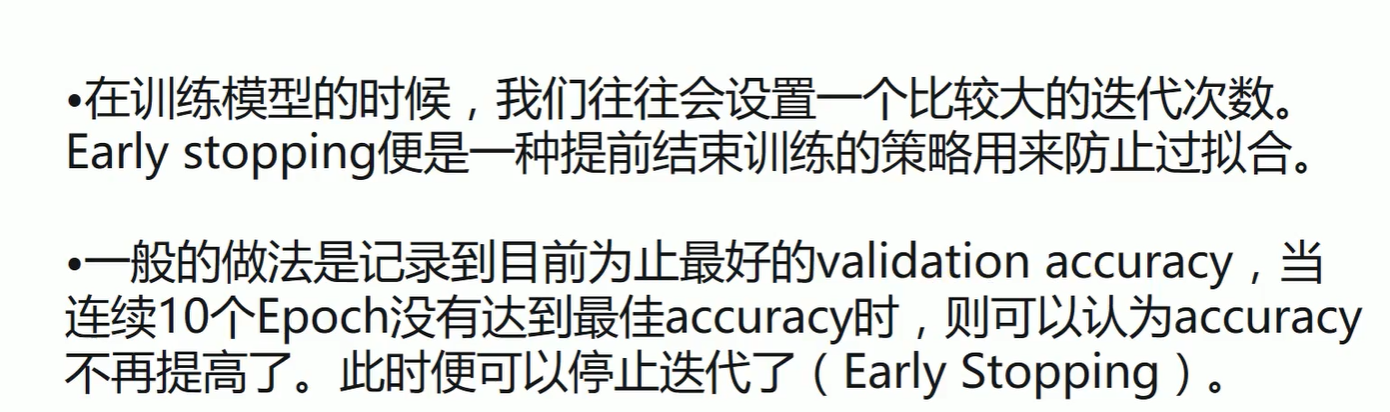 •在训练模型的时候，我们往往会设置一个比较大的迭代次数。
Early stopping便是一种提前结束训练的策略用来防止过拟合。
•一般的做法是记录到目前为止最好的validation accuracy，当
连续10个Epoch没有达到最佳accuracy时，则可以认为accuracy
不再提高了。此时便可以停止迭代了（Early Stopping）。